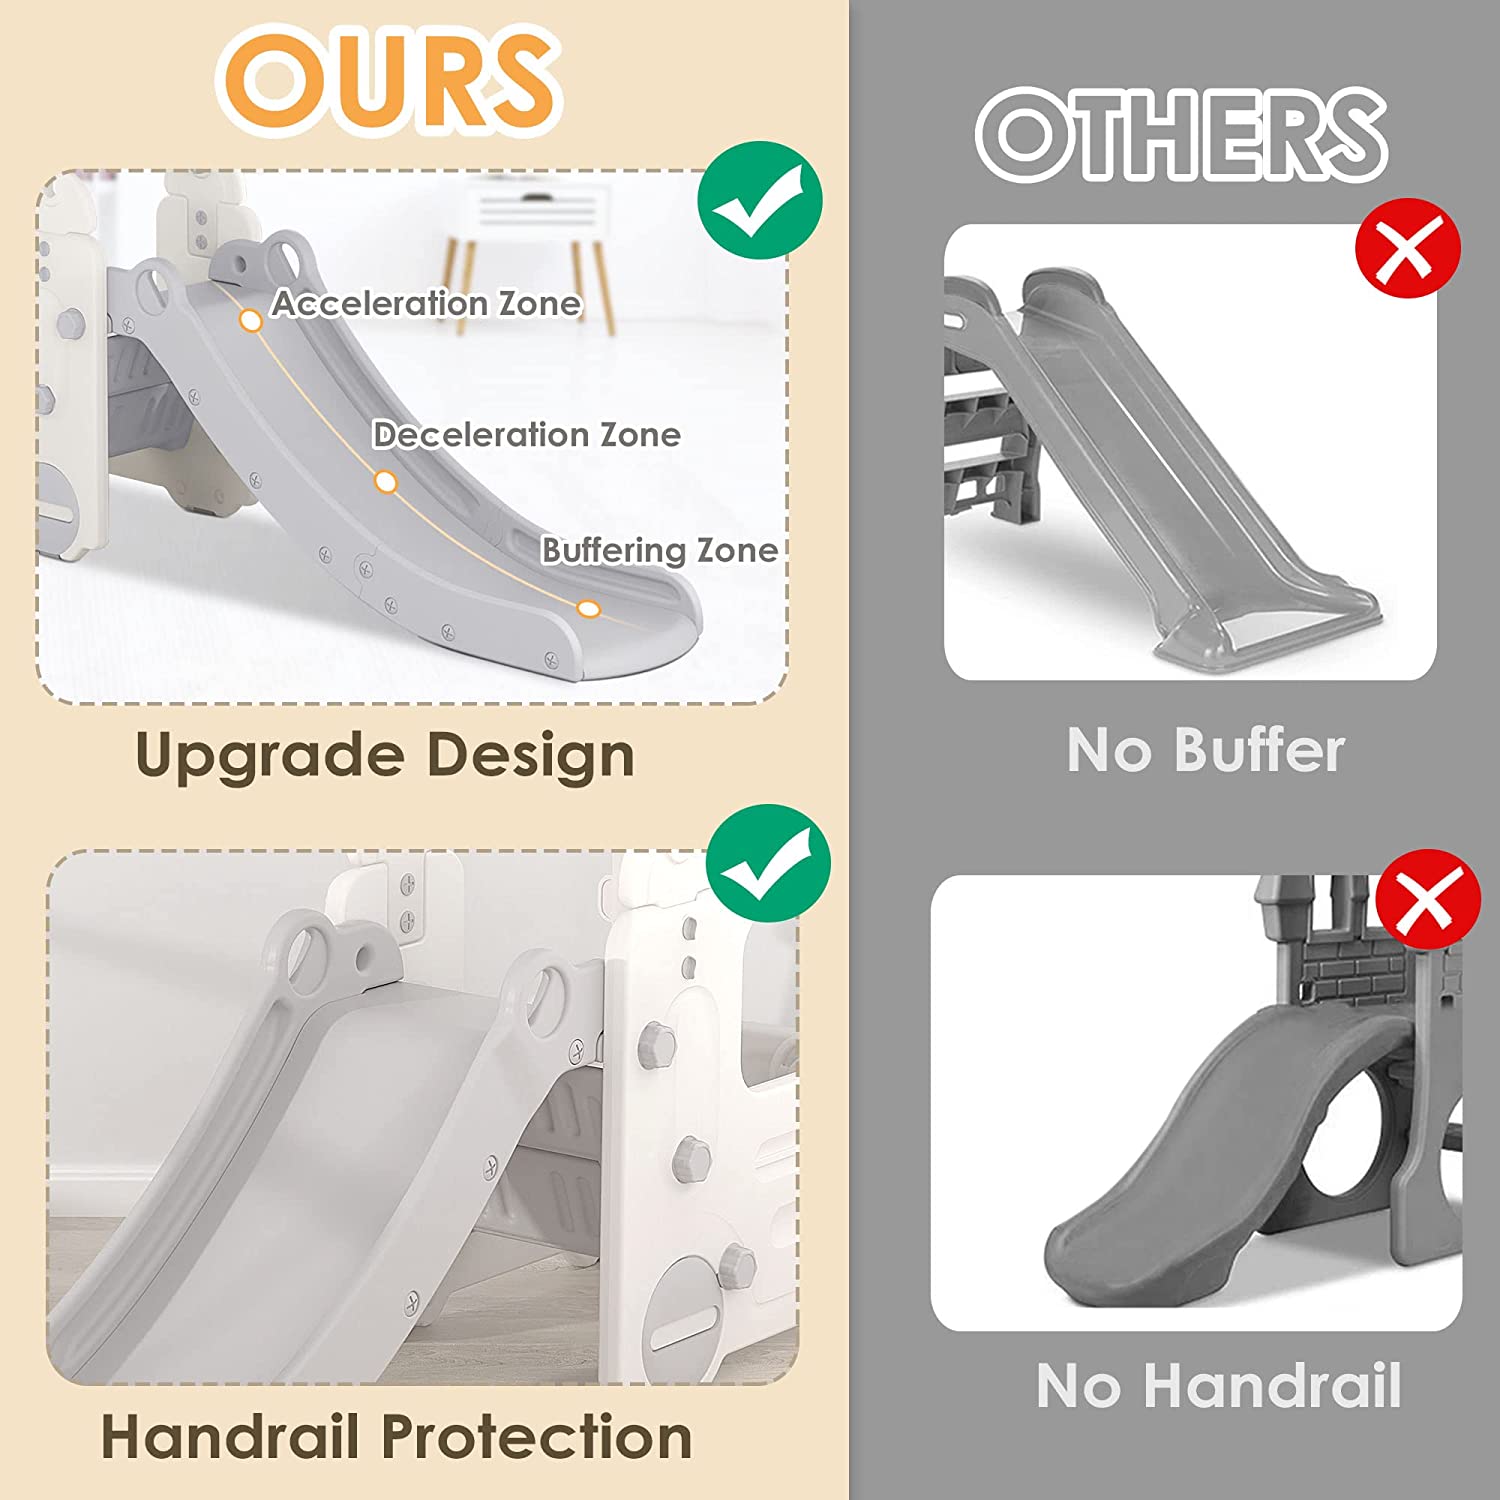 OURS
Acceleration Zone
Deceleration Zone
Buffering Zone
Upgrade Design
Handrail Protection
OTHERS
No Buffer
No Handrail